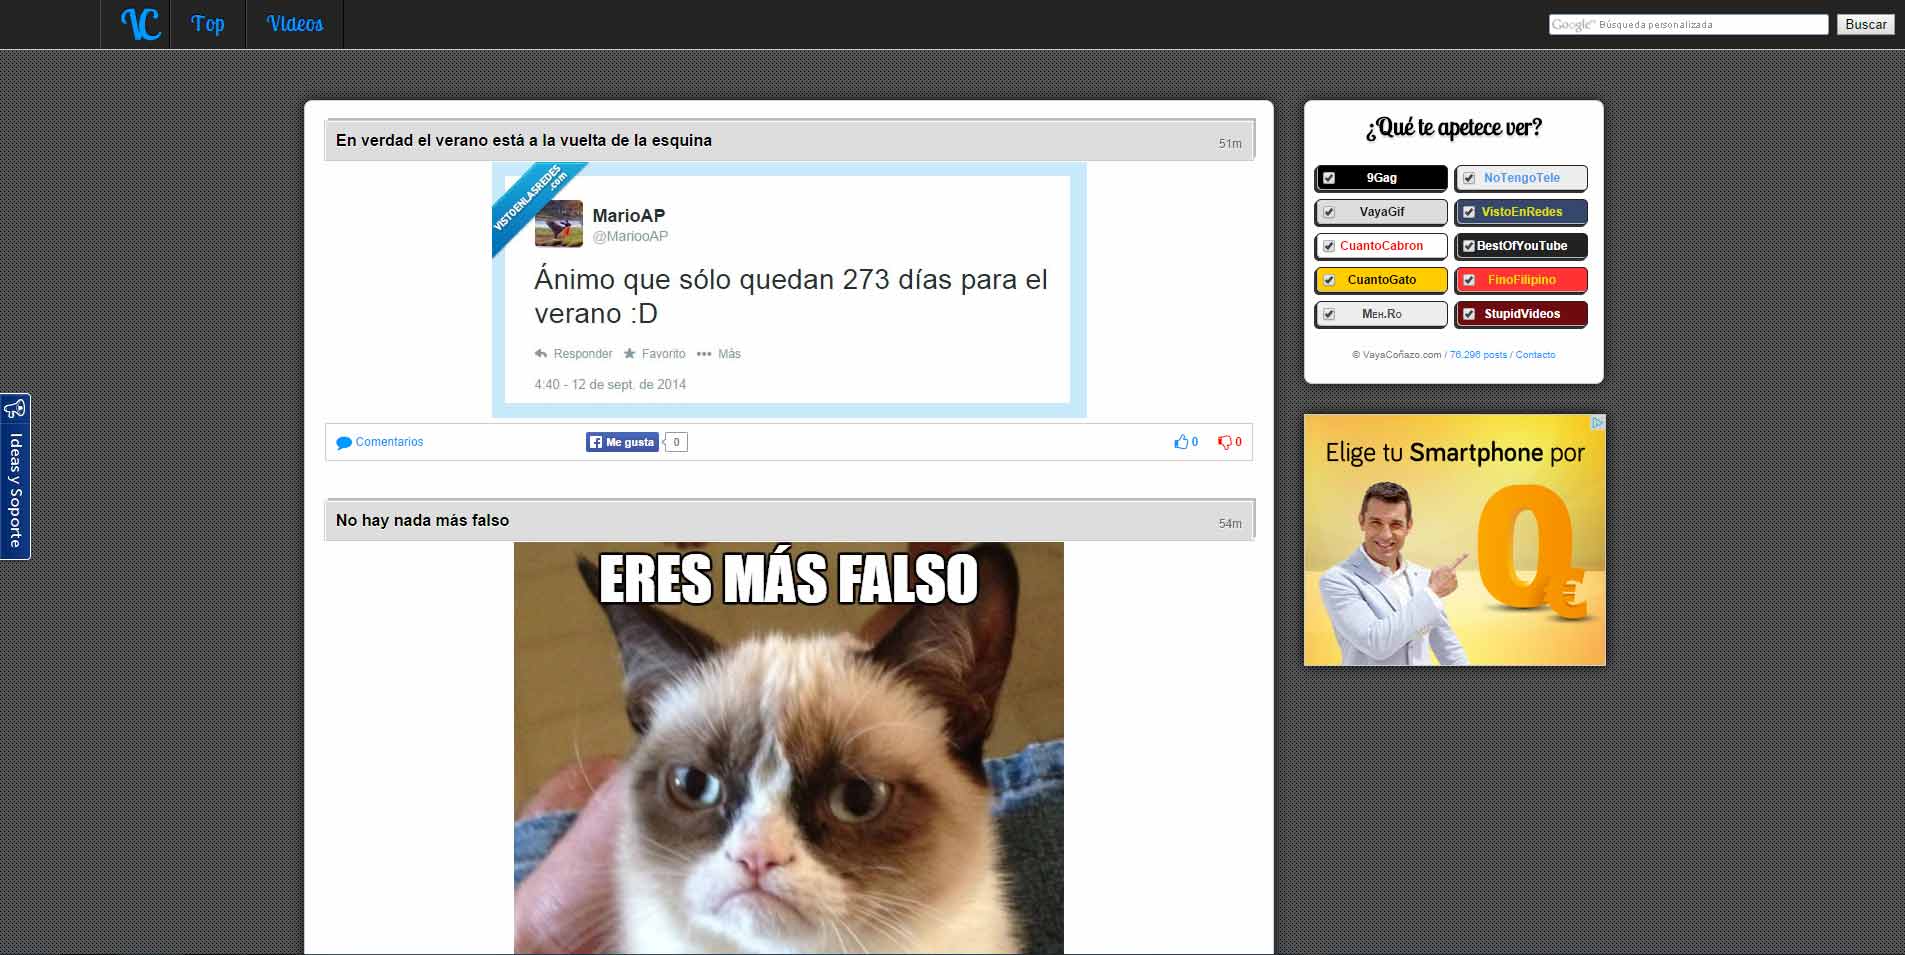 VC
Top
Videos
Google™ Búsqueda personalizada
Buscar
En verdad el verano está a la vuelta de la esquina
51m
VISTOENLASREDES
.com
MarioAP
@MariooAP
Ánimo que sólo quedan 273 días para el
verano :D
Responder Favorito Más
4:40 - 12 de sept. de 2014
Comentarios
Me gusta
0
0
0
No hay nada más falso
54m
ERES MÁS FALSO
¿Qué te apetece ver?
9Gag
NoTengoTele
VayaGif
VistoEnRedes
CuantoCabron
BestOfYouTube
CuantoGato
FinoFilipino
Meh.Ro
StupidVideos
© VayaCoñazo.com / 76.296 posts / Contacto
Elige tu Smartphone por
0€
Ideas y Soporte